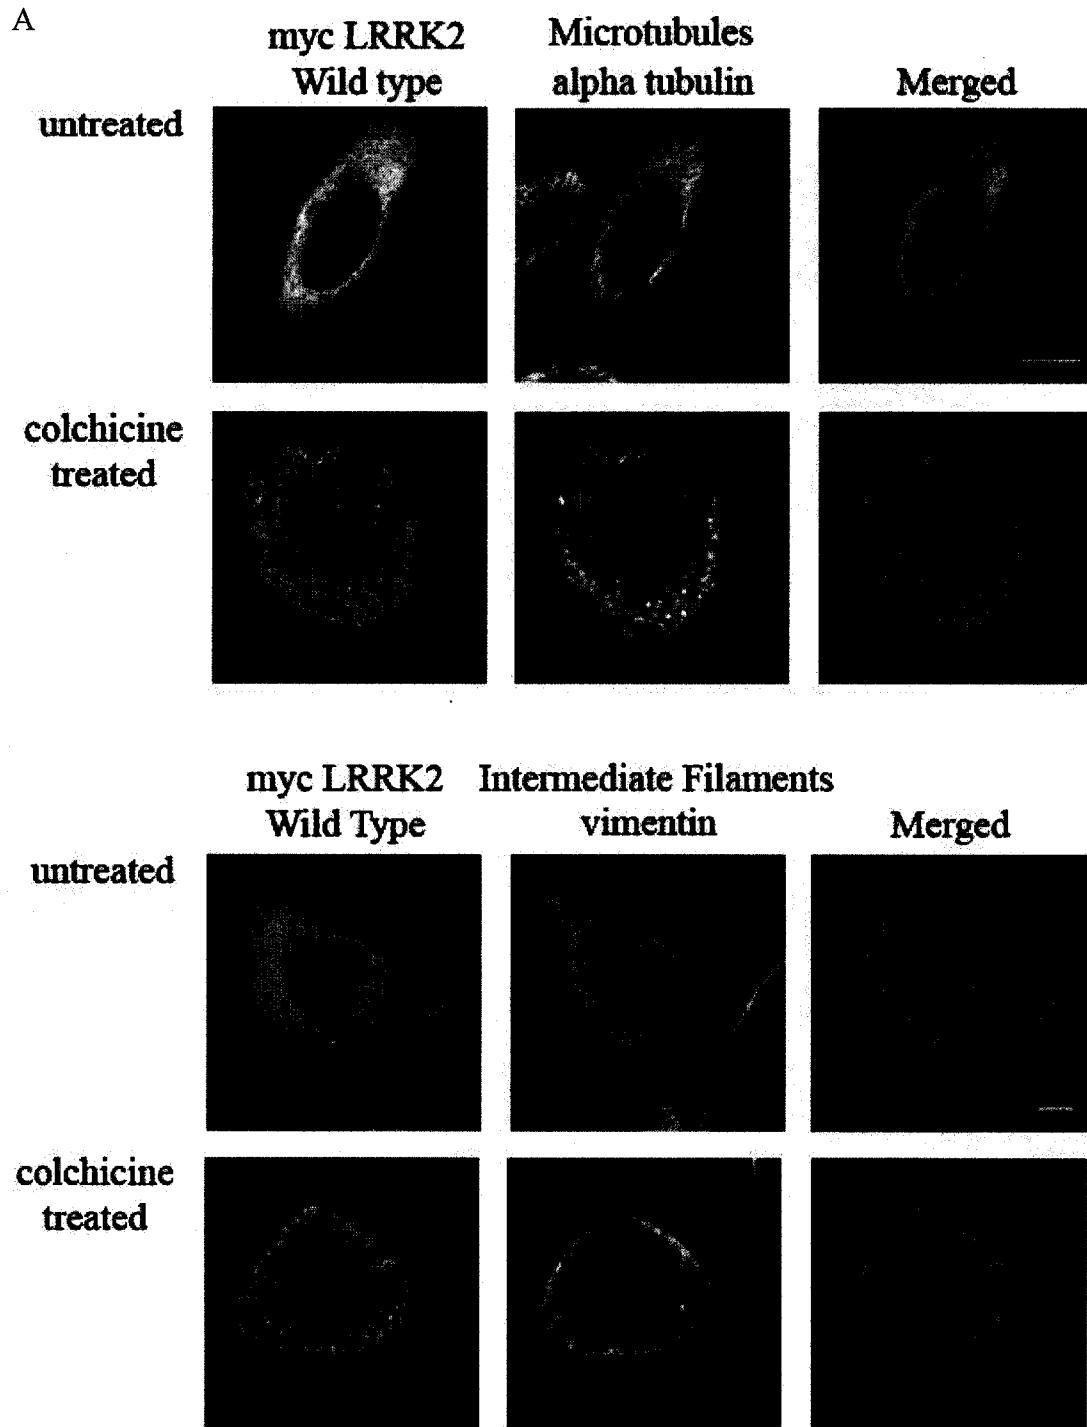 A
myc LRRK2
Wild type
Microtubules
alpha tubulin
Merged
untreated
colchicine
treated
myc LRRK2
Wild Type
Intermediate Filaments
vimentin
Merged
untreated
colchicine
treated